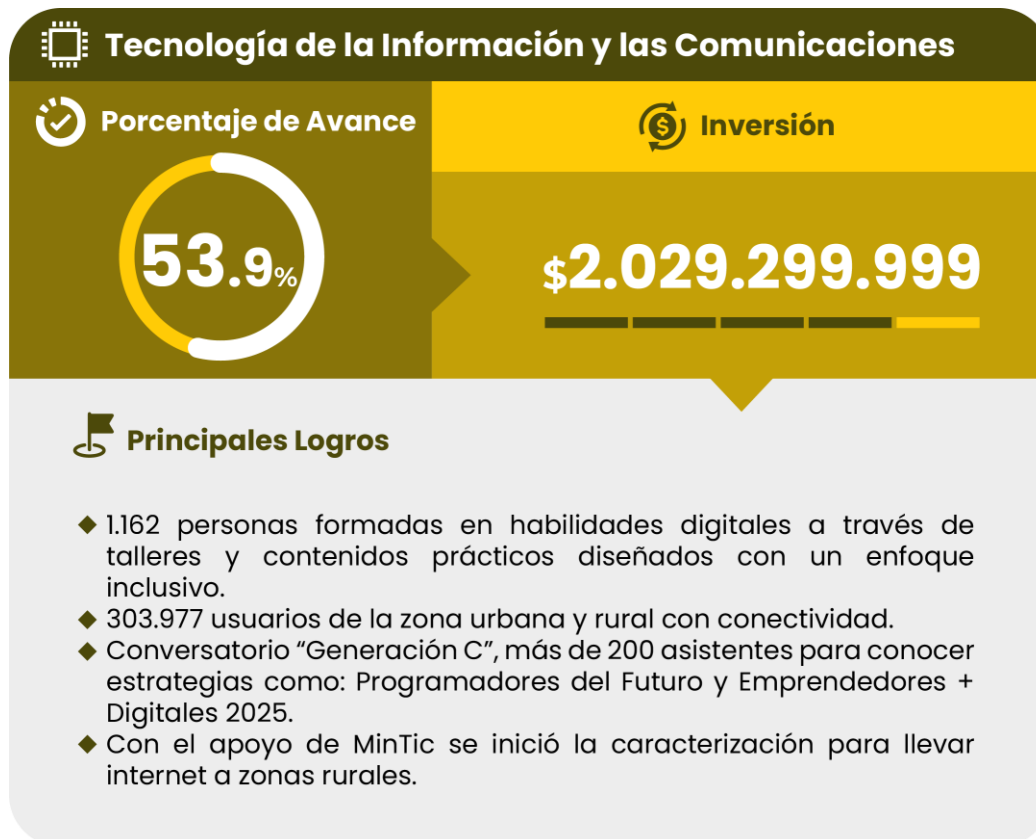 Tecnología de la Información y las Comunicaciones
Porcentaje de Avance
53.9%
Inversión
$2.029.299.999
Principales Logros
1.162 personas formadas en habilidades digitales a través de
talleres y contenidos prácticos diseñados con un enfoque
inclusivo.
303.977 usuarios de la zona urbana y rural con conectividad.
Conversatorio “Generación C”, más de 200 asistentes para conocer
estrategias como: Programadores del Futuro y Emprendedores +
Digitales 2025.
Con el apoyo de MinTic se inició la caracterización para llevar
internet a zonas rurales.